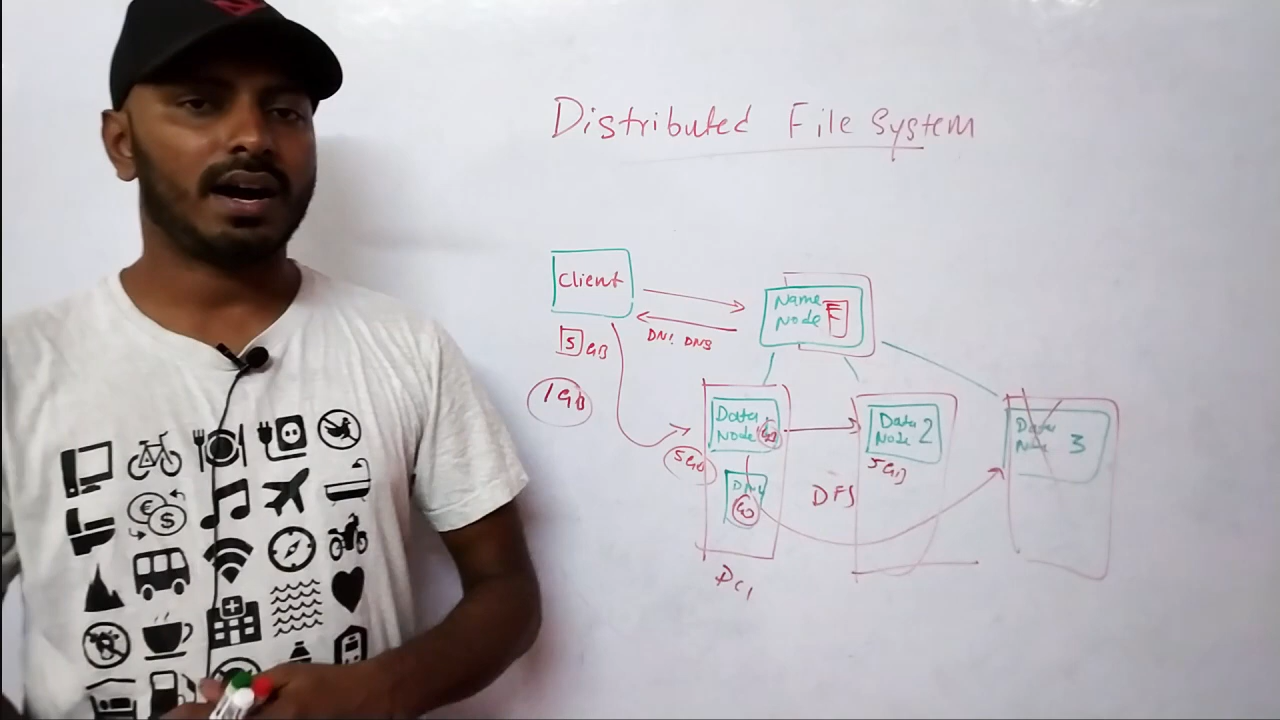 Distributed File System
Client
Name
Node
5 GB
DN1 DN3
1GB
Data
Node
Data
Node 2
Data
Node 3
5GB
5GB
DFS
DC1
€
$